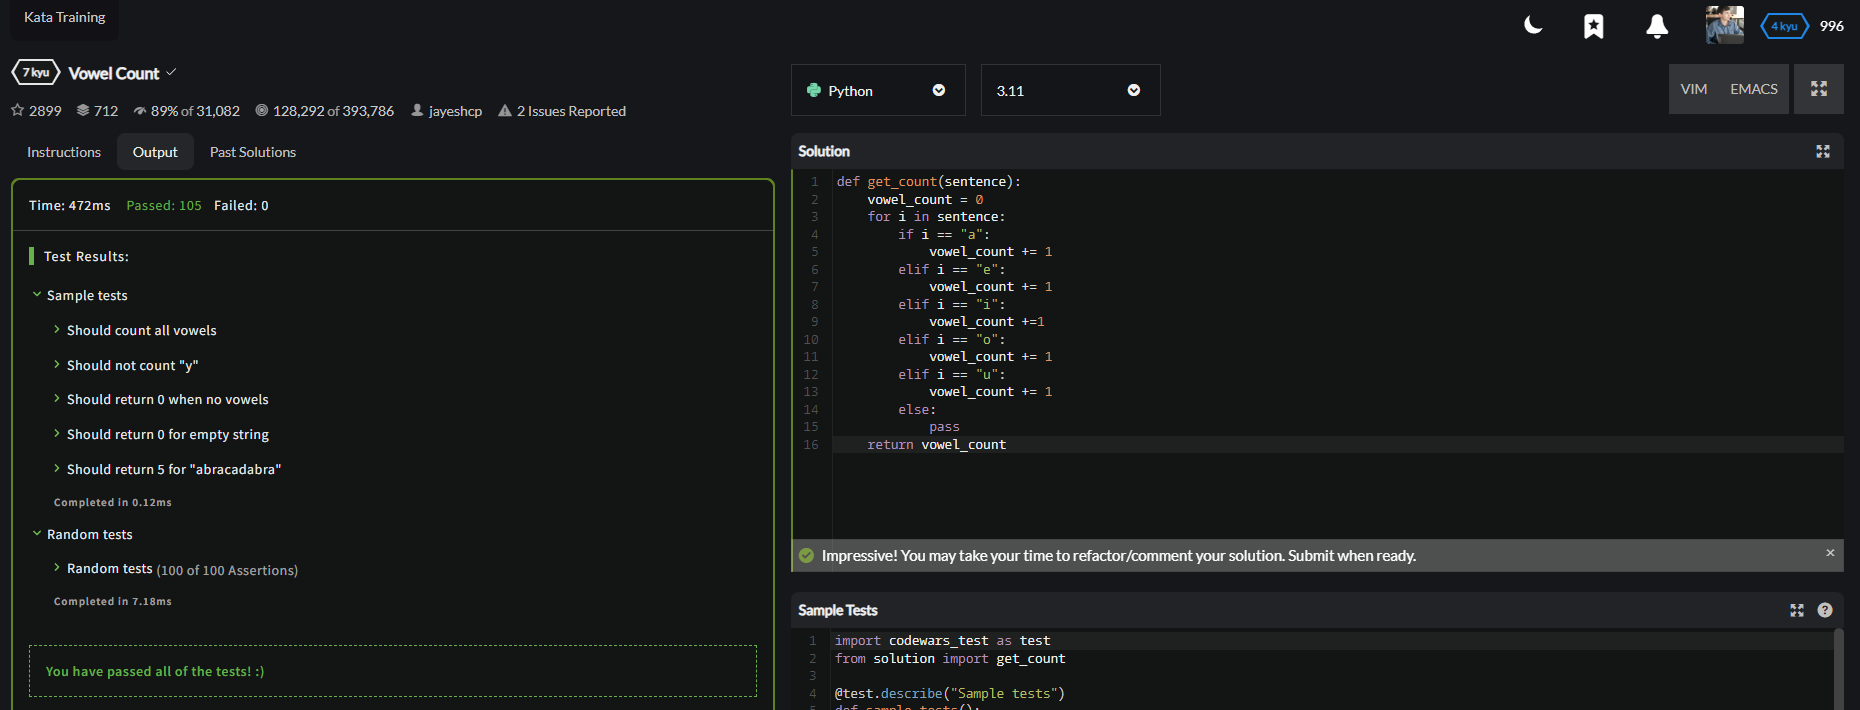 Kata Training
4 kyu 996
7 kyu Vowel Count
2899 712 89% of 31,082 128,292 of 393,786 jayeshcp 2 Issues Reported
Instructions Output Past Solutions
Time: 472ms Passed: 105 Failed: 0
Test Results:
Sample tests
Should count all vowels
Should not count "y"
Should return 0 when no vowels
Should return 0 for empty string
Should return 5 for "abracadabra"
Completed in 0.12ms
Random tests
Random tests (100 of 100 Assertions)
Completed in 7.18ms
You have passed all of the tests! :)
Python 3.11 VIM EMACS
Solution
1 def get_count(sentence):
2     vowel_count = 0
3     for i in sentence:
4         if i == "a":
5             vowel_count += 1
6         elif i == "e":
7             vowel_count += 1
8         elif i == "i":
9             vowel_count +=1
10         elif i == "o":
11             vowel_count += 1
12         elif i == "u":
13             vowel_count += 1
14         else:
15             pass
16     return vowel_count
Impressive! You may take your time to refactor/comment your solution. Submit when ready. ×
Sample Tests ?
1 import codewars_test as test
2 from solution import get_count
3
4 @test.describe("Sample tests")
5 def sample_tests():